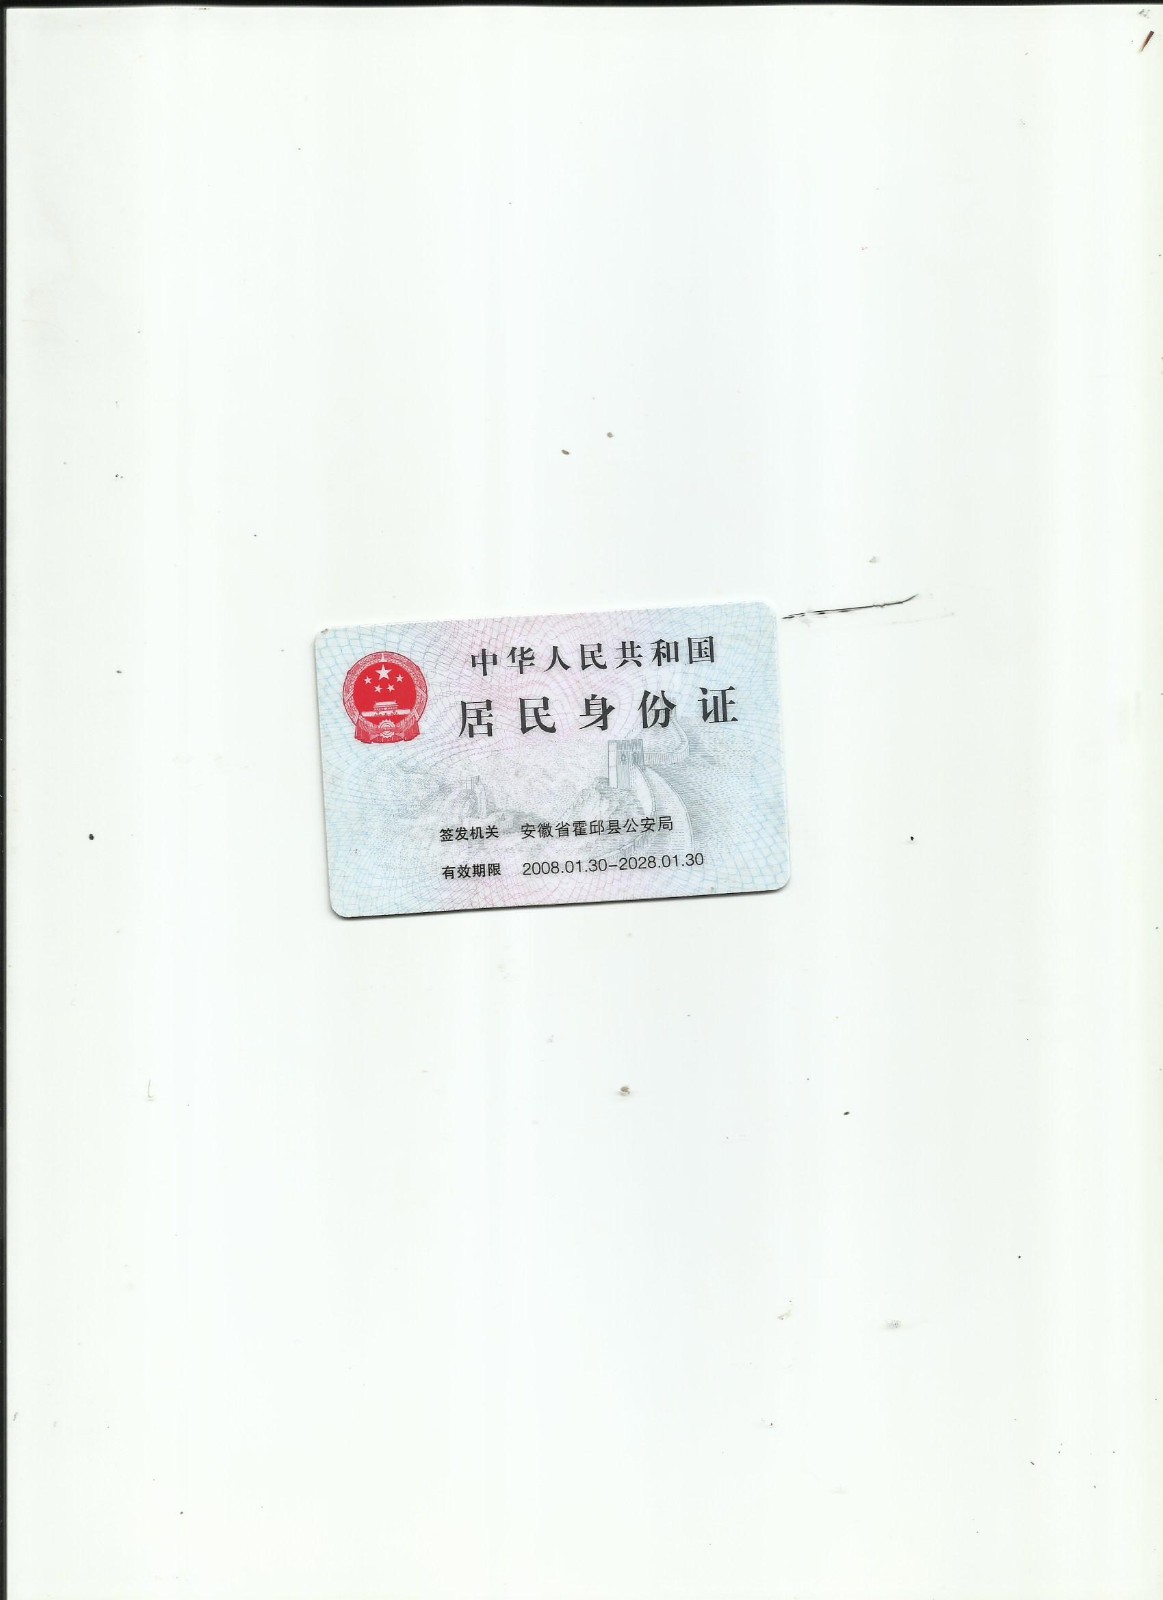 中华人民共和国
居民身份证
签发机关 安徽省霍邱县公安局
有效期限 2008.01.30-2028.01.30